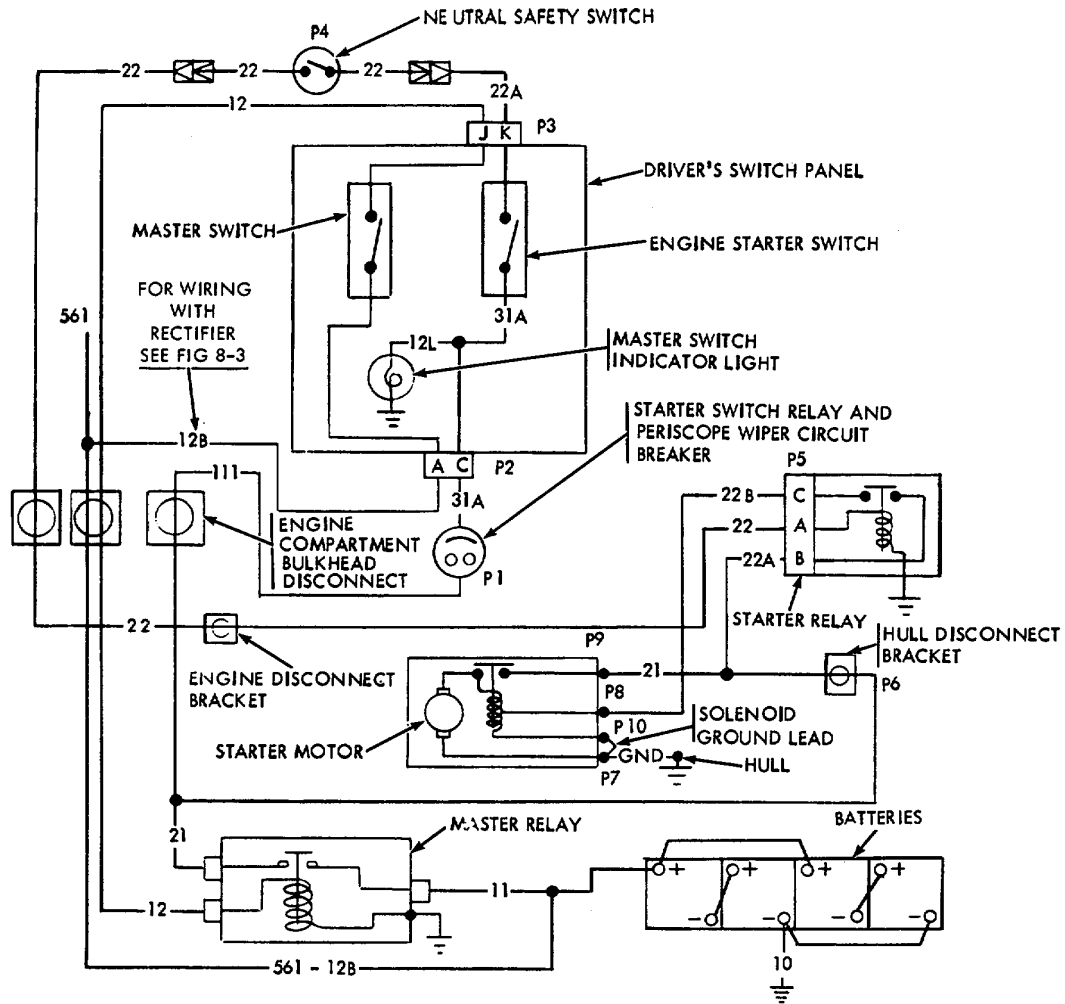 NEUTRAL SAFETY SWITCH
P4
22
22
22
22A
12
J K
P3
DRIVER'S SWITCH PANEL
MASTER SWITCH
ENGINE STARTER SWITCH
FOR WIRING
WITH
RECTIFIER
SEE FIG 8-3
561
31A
12L
MASTER SWITCH
INDICATOR LIGHT
STARTER SWITCH RELAY AND
PERISCOPE WIPER CIRCUIT
BREAKER
12B
A C
P2
P5
111
31A
22B
C
22
A
22A
B
ENGINE
COMPARTMENT
BULKHEAD
DISCONNECT
P1
STARTER RELAY
22
C
P9
HULL DISCONNECT
BRACKET
ENGINE DISCONNECT
BRACKET
21
P6
P8
P10
SOLENOID
GROUND LEAD
STARTER MOTOR
GND
HULL
P7
21
MASTER RELAY
BATTERIES
+ + + +
11
12
- - - -
561 - 12B
10